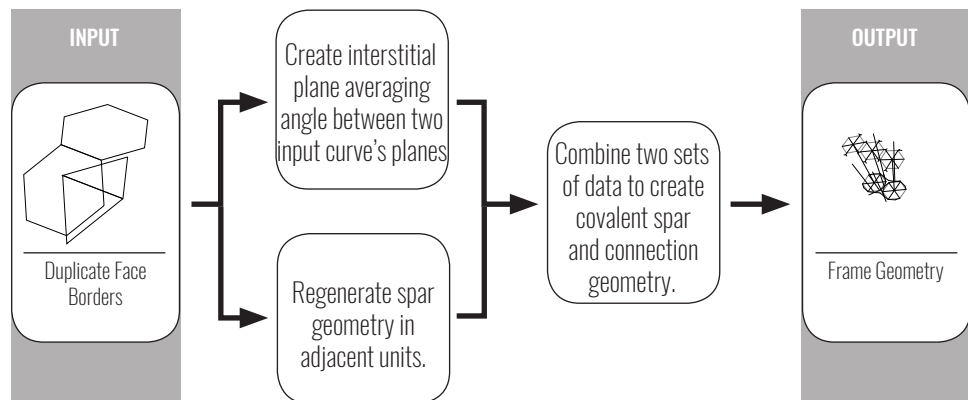 INPUT
Duplicate Face
Borders
Create interstitial
plane averaging
angle between two
input curve's planes
Regenerate spar
geometry in
adjacent units.
Combine two sets
of data to create
covalent spar
and connection
geometry.
OUTPUT
Frame Geometry